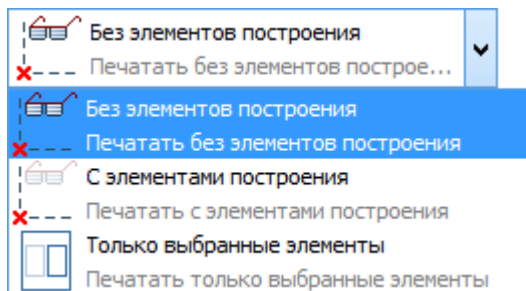 Без элементов построения
Печатать без элементов построе...
Без элементов построения
Печатать без элементов построения
С элементами построения
Печатать с элементами построения
Только выбранные элементы
Печатать только выбранные элементы